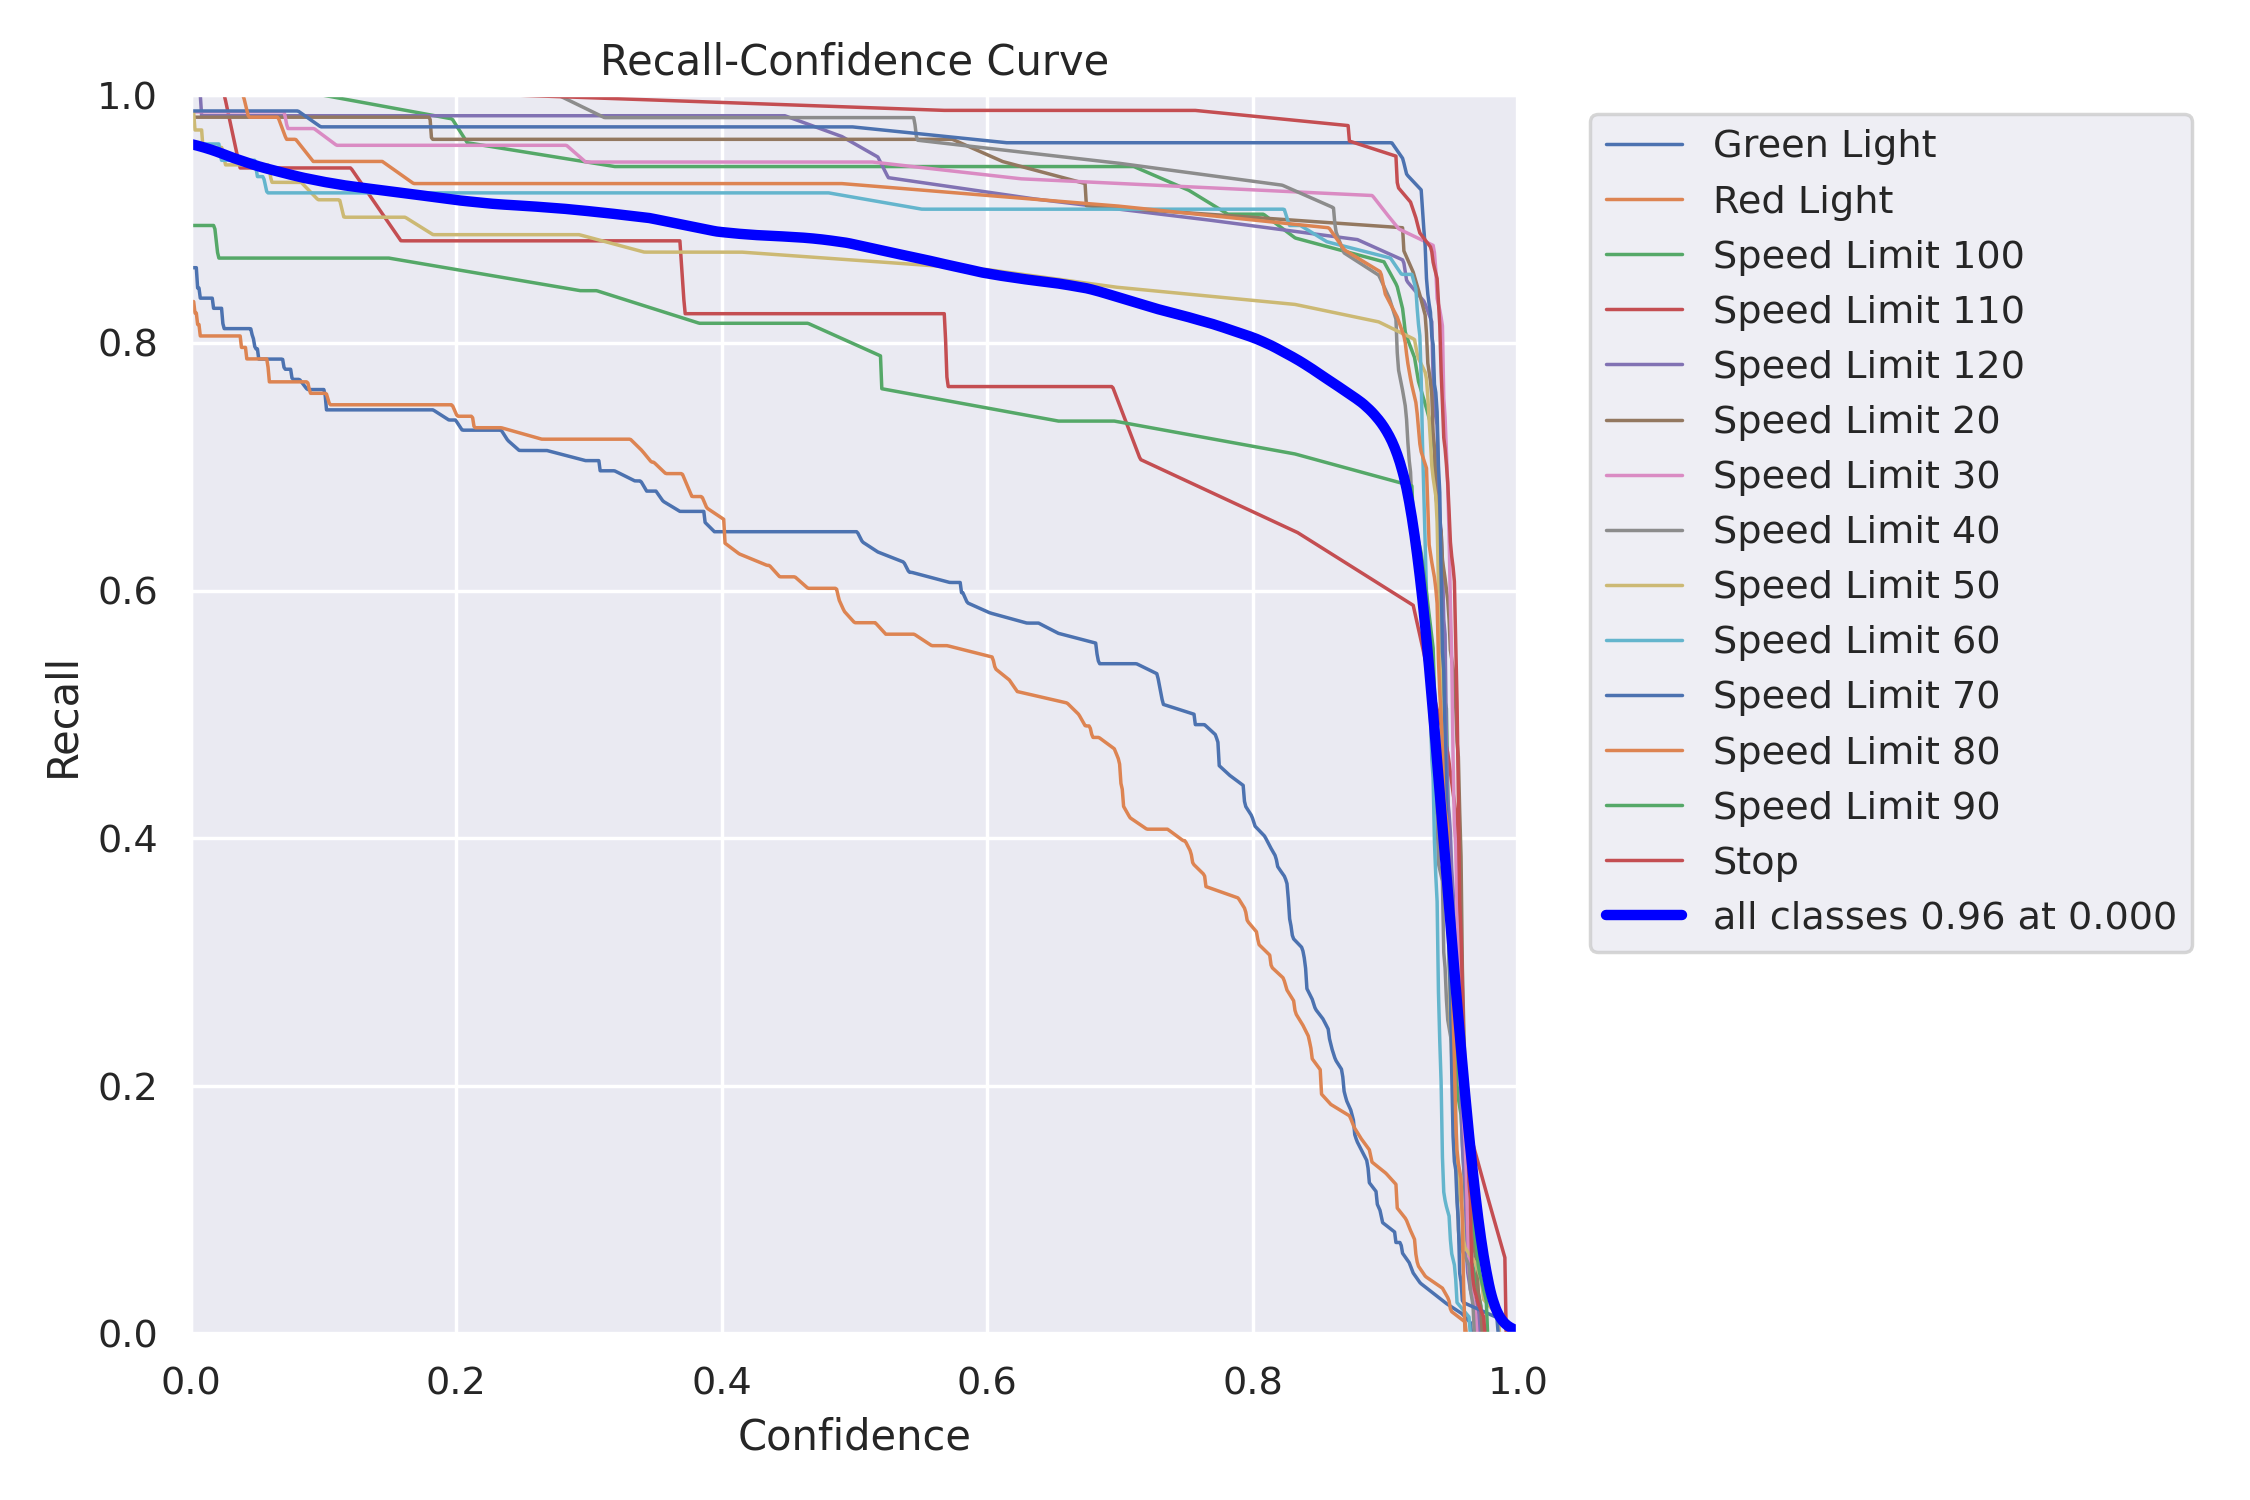 Recall-Confidence Curve
1.0
0.8
0.6
0.4
0.2
0.0
Recall
0.0 0.2 0.4 0.6 0.8 1.0
Confidence
Green Light
Red Light
Speed Limit 100
Speed Limit 110
Speed Limit 120
Speed Limit 20
Speed Limit 30
Speed Limit 40
Speed Limit 50
Speed Limit 60
Speed Limit 70
Speed Limit 80
Speed Limit 90
Stop
all classes 0.96 at 0.000